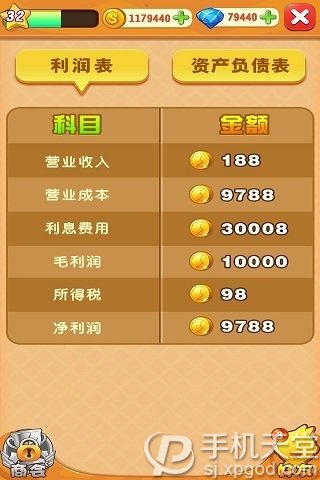 32 1179440 79440
利润表 资产负债表
科目 金额
营业收入 188
营业成本 9788
利息费用 30008
毛利润 10000
所得税 98
净利润 9788
商会
手机天堂
sj.xpgod.com